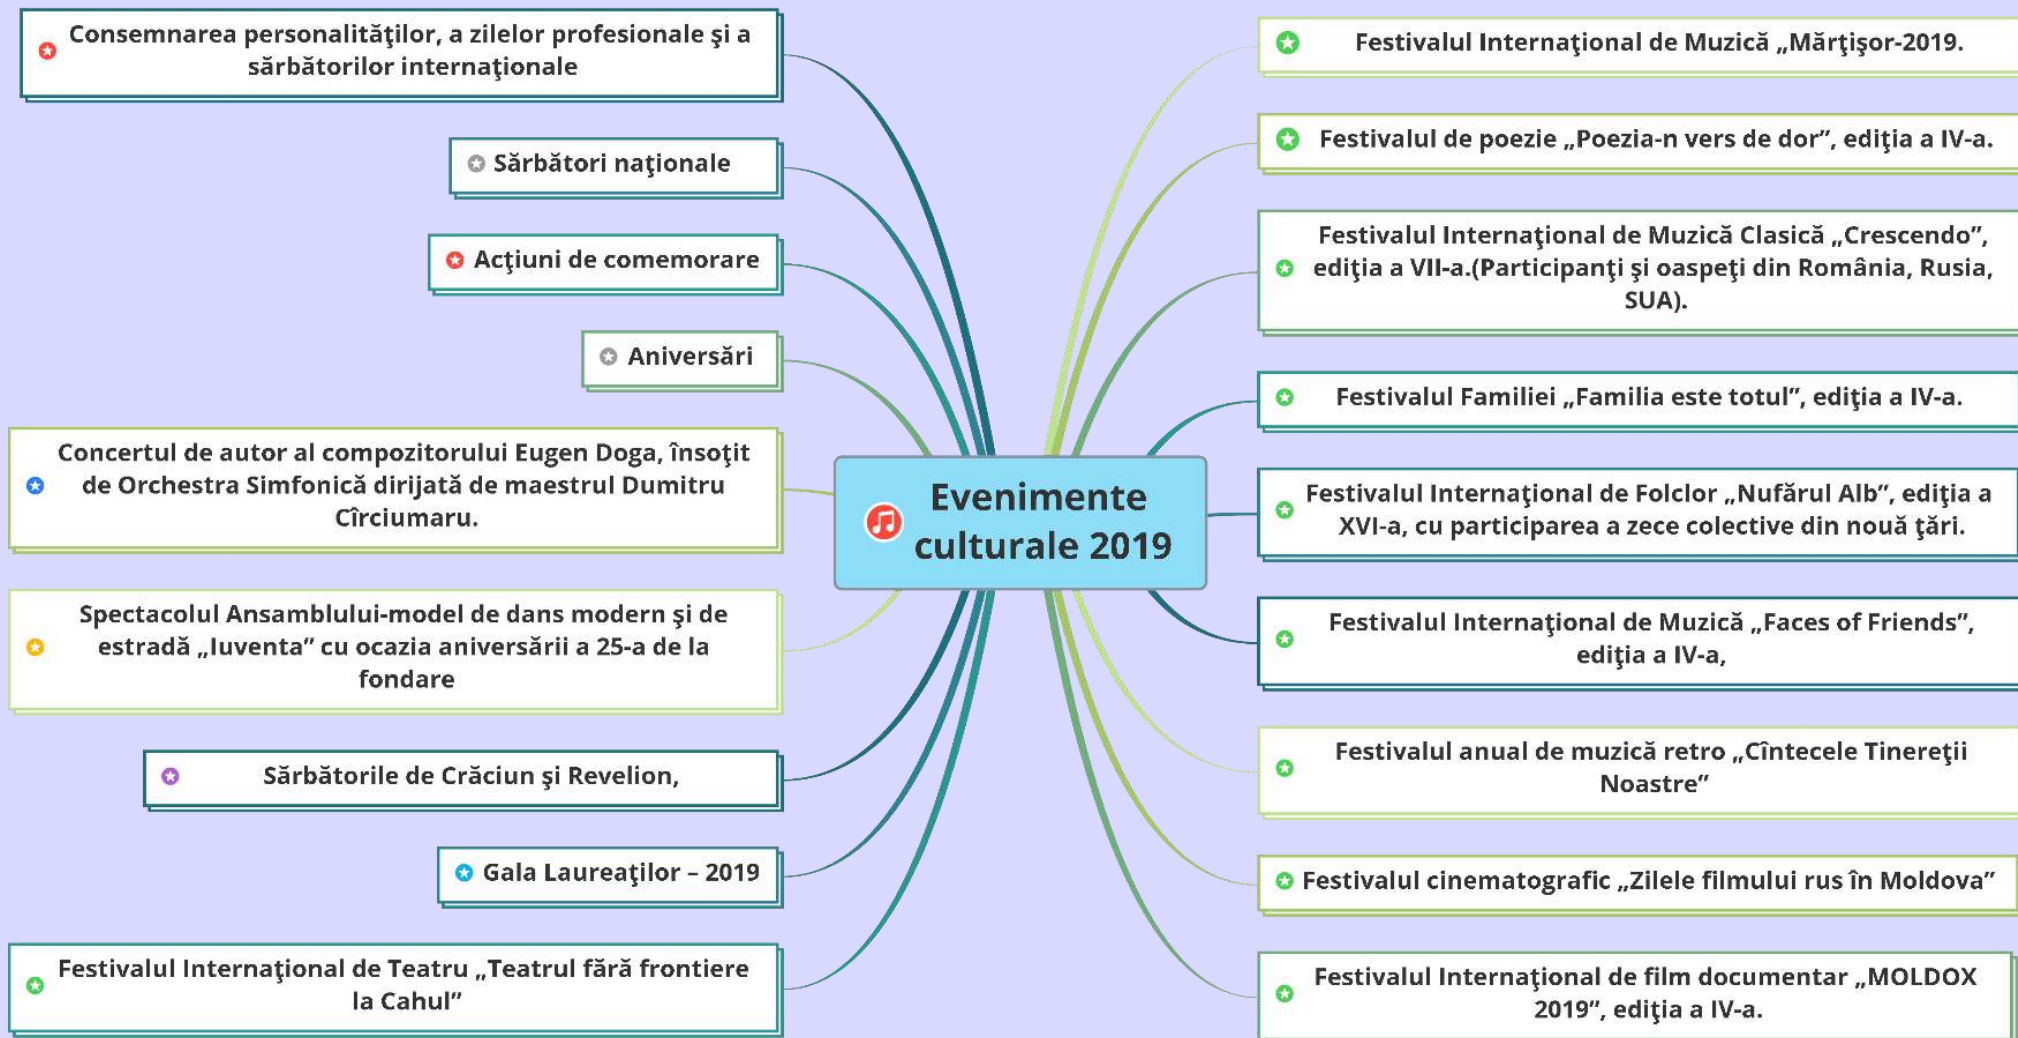 Consemnarea personalităţilor, a zilelor profesionale şi a
sărbătorilor internaţionale
Sărbători naţionale
Acţiuni de comemorare
Aniversări
Concertul de autor al compozitorului Eugen Doga, însoţit
de Orchestra Simfonică dirijată de maestrul Dumitru
Cîrciumaru.
Spectacolul Ansamblului-model de dans modern şi de
estradă „Iuventa” cu ocazia aniversării a 25-a de la
fondare
Sărbătorile de Crăciun şi Revelion,
Gala Laureaţilor – 2019
Festivalul Internaţional de Teatru „Teatrul fără frontiere
la Cahul”
Evenimente
culturale 2019
Festivalul Internaţional de Muzică „Mărţişor-2019.
Festivalul de poezie „Poezia-n vers de dor”, ediţia a IV-a.
Festivalul Internaţional de Muzică Clasică „Crescendo”,
ediţia a VII-a.(Participanţi şi oaspeţi din România, Rusia,
SUA).
Festivalul Familiei „Familia este totul”, ediţia a IV-a.
Festivalul Internaţional de Folclor „Nufărul Alb”, ediţia a
XVI-a, cu participarea a zece colective din nouă ţări.
Festivalul Internaţional de Muzică „Faces of Friends”,
ediţia a IV-a,
Festivalul anual de muzică retro „Cîntecele Tinereţii
Noastre”
Festivalul cinematografic „Zilele filmului rus în Moldova”
Festivalul Internaţional de film documentar „MOLDOX
2019”, ediţia a IV-a.